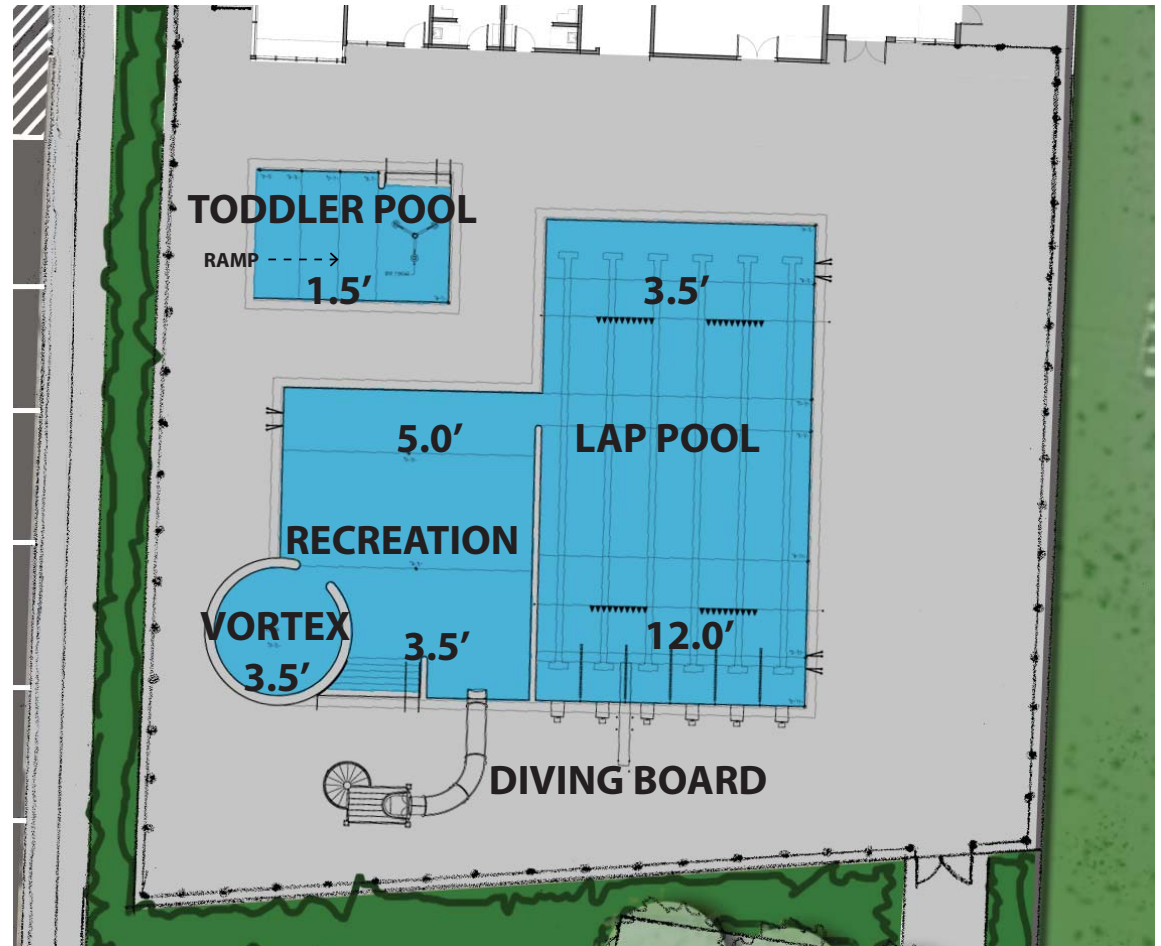 TODDLER POOL
RAMP
1.5’
3.5’
5.0’
LAP POOL
RECREATION
VORTEX
3.5’
3.5’
12.0’
DIVING BOARD